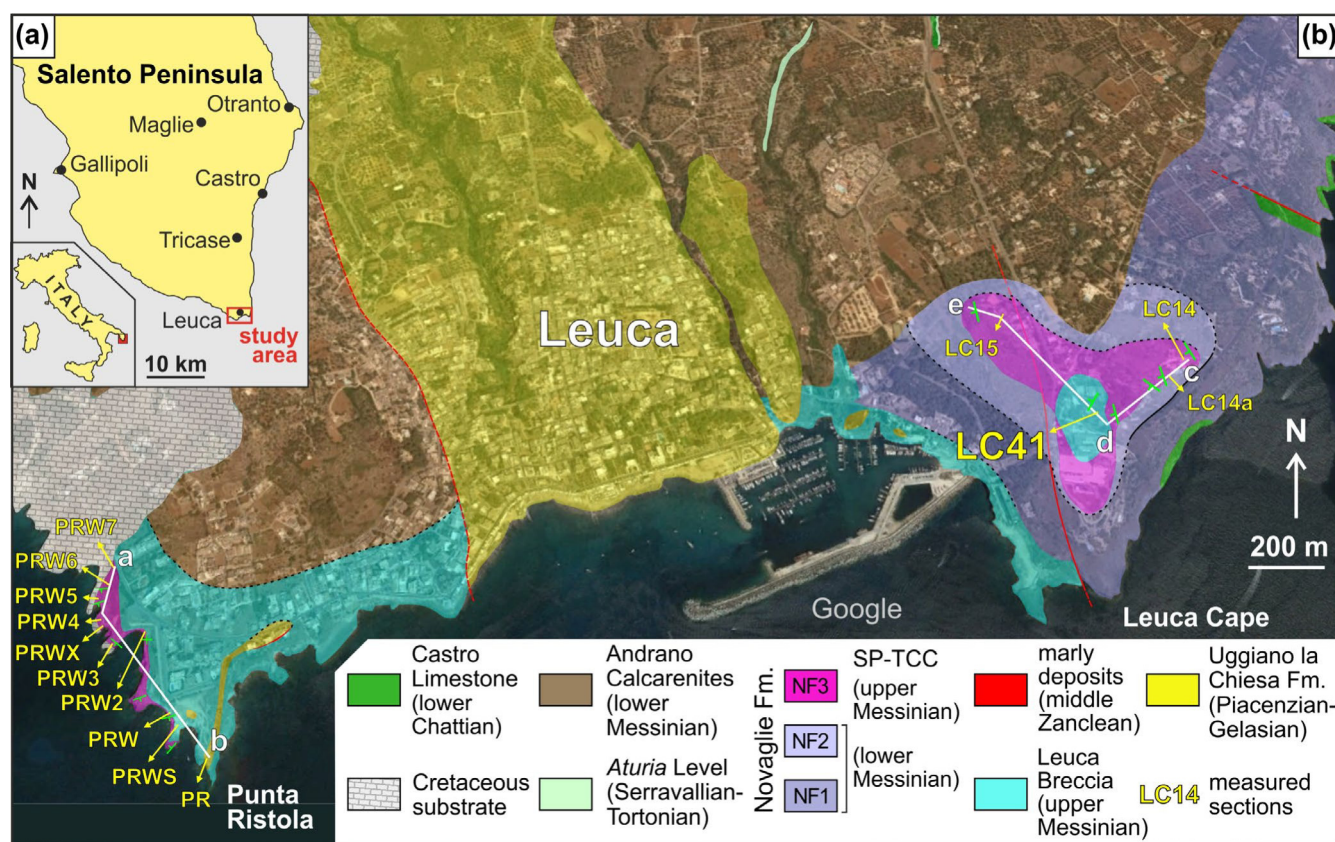 (a)
Salento Peninsula
Otranto
Maglie
Gallipoli
N
Castro
Tricase
ITALY
Leuca
study
area
10 km
(b)
Leuca
e
LC15
LC14
c
LC14a
LC41
d
N
200 m
PRW7
a
PRW6
PRW5
PRW4
PRWX
PRW3
PRW2
PRW
PRWS
b
PR
Punta
Ristola
Google
Leuca Cape
Castro
Limestone
(lower
Chattian)
Cretaceous
substrate
Andrano
Calcarenites
(lower
Messinian)
Aturia Level
(Serravallian-
Tortonian)
Novaglie Fm.
NF3
SP-TCC
(upper
Messinian)
NF2
NF1
(lower
Messinian)
marly
deposits
(middle
Zanclean)
Leuca
Breccia
(upper
Messinian)
Uggiano la
Chiesa Fm.
(Piacenzian-
Gelasian)
LC14 measured
sections